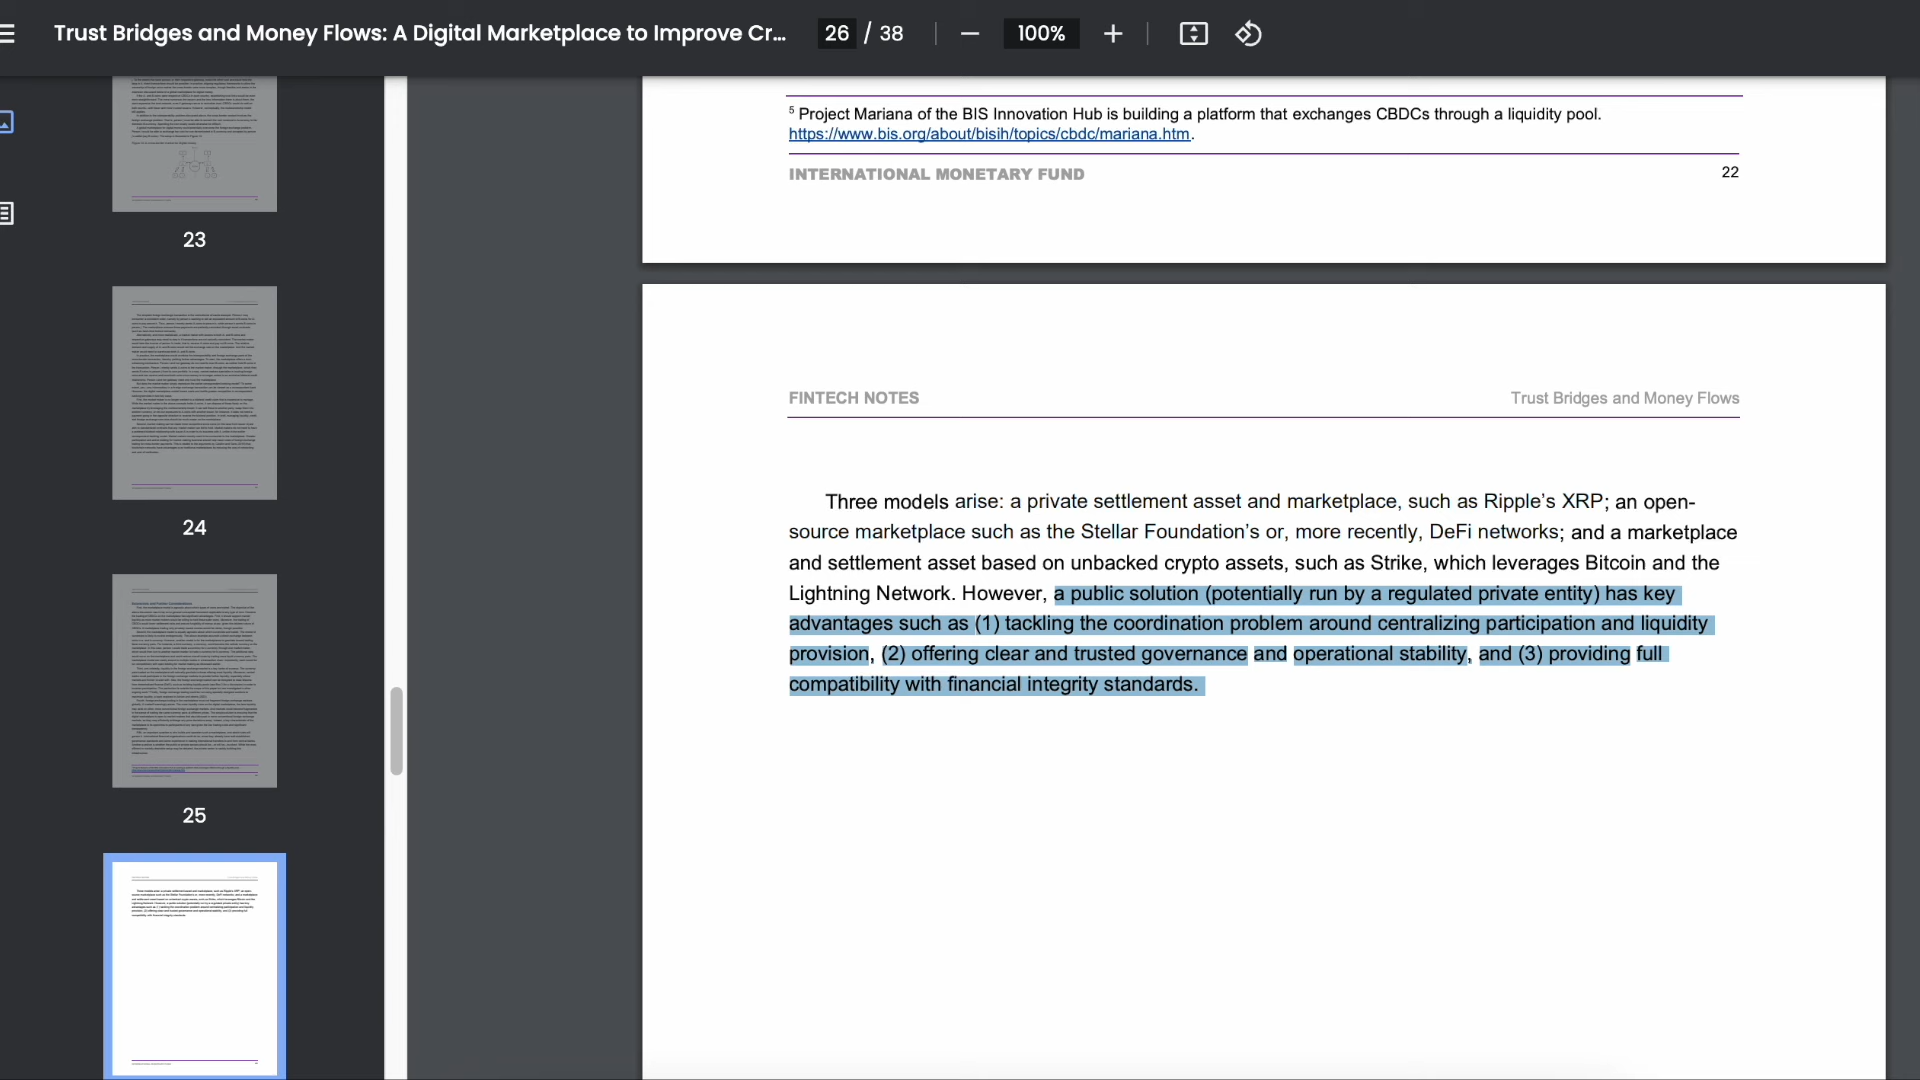 Trust Bridges and Money Flows: A Digital Marketplace to Improve Cr...
26 / 38
100%
23
24
25
5 Project Mariana of the BIS Innovation Hub is building a platform that exchanges CBDCs through a liquidity pool.
https://www.bis.org/about/bisih/topics/cbdc/mariana.htm.
INTERNATIONAL MONETARY FUND
22
FINTECH NOTES
Trust Bridges and Money Flows
Three models arise: a private settlement asset and marketplace, such as Ripple's XRP; an open-
source marketplace such as the Stellar Foundation's or, more recently, DeFi networks; and a marketplace
and settlement asset based on unbacked crypto assets, such as Strike, which leverages Bitcoin and the
Lightning Network. However, a public solution (potentially run by a regulated private entity) has key
advantages such as (1) tackling the coordination problem around centralizing participation and liquidity
provision, (2) offering clear and trusted governance and operational stability, and (3) providing full
compatibility with financial integrity standards.